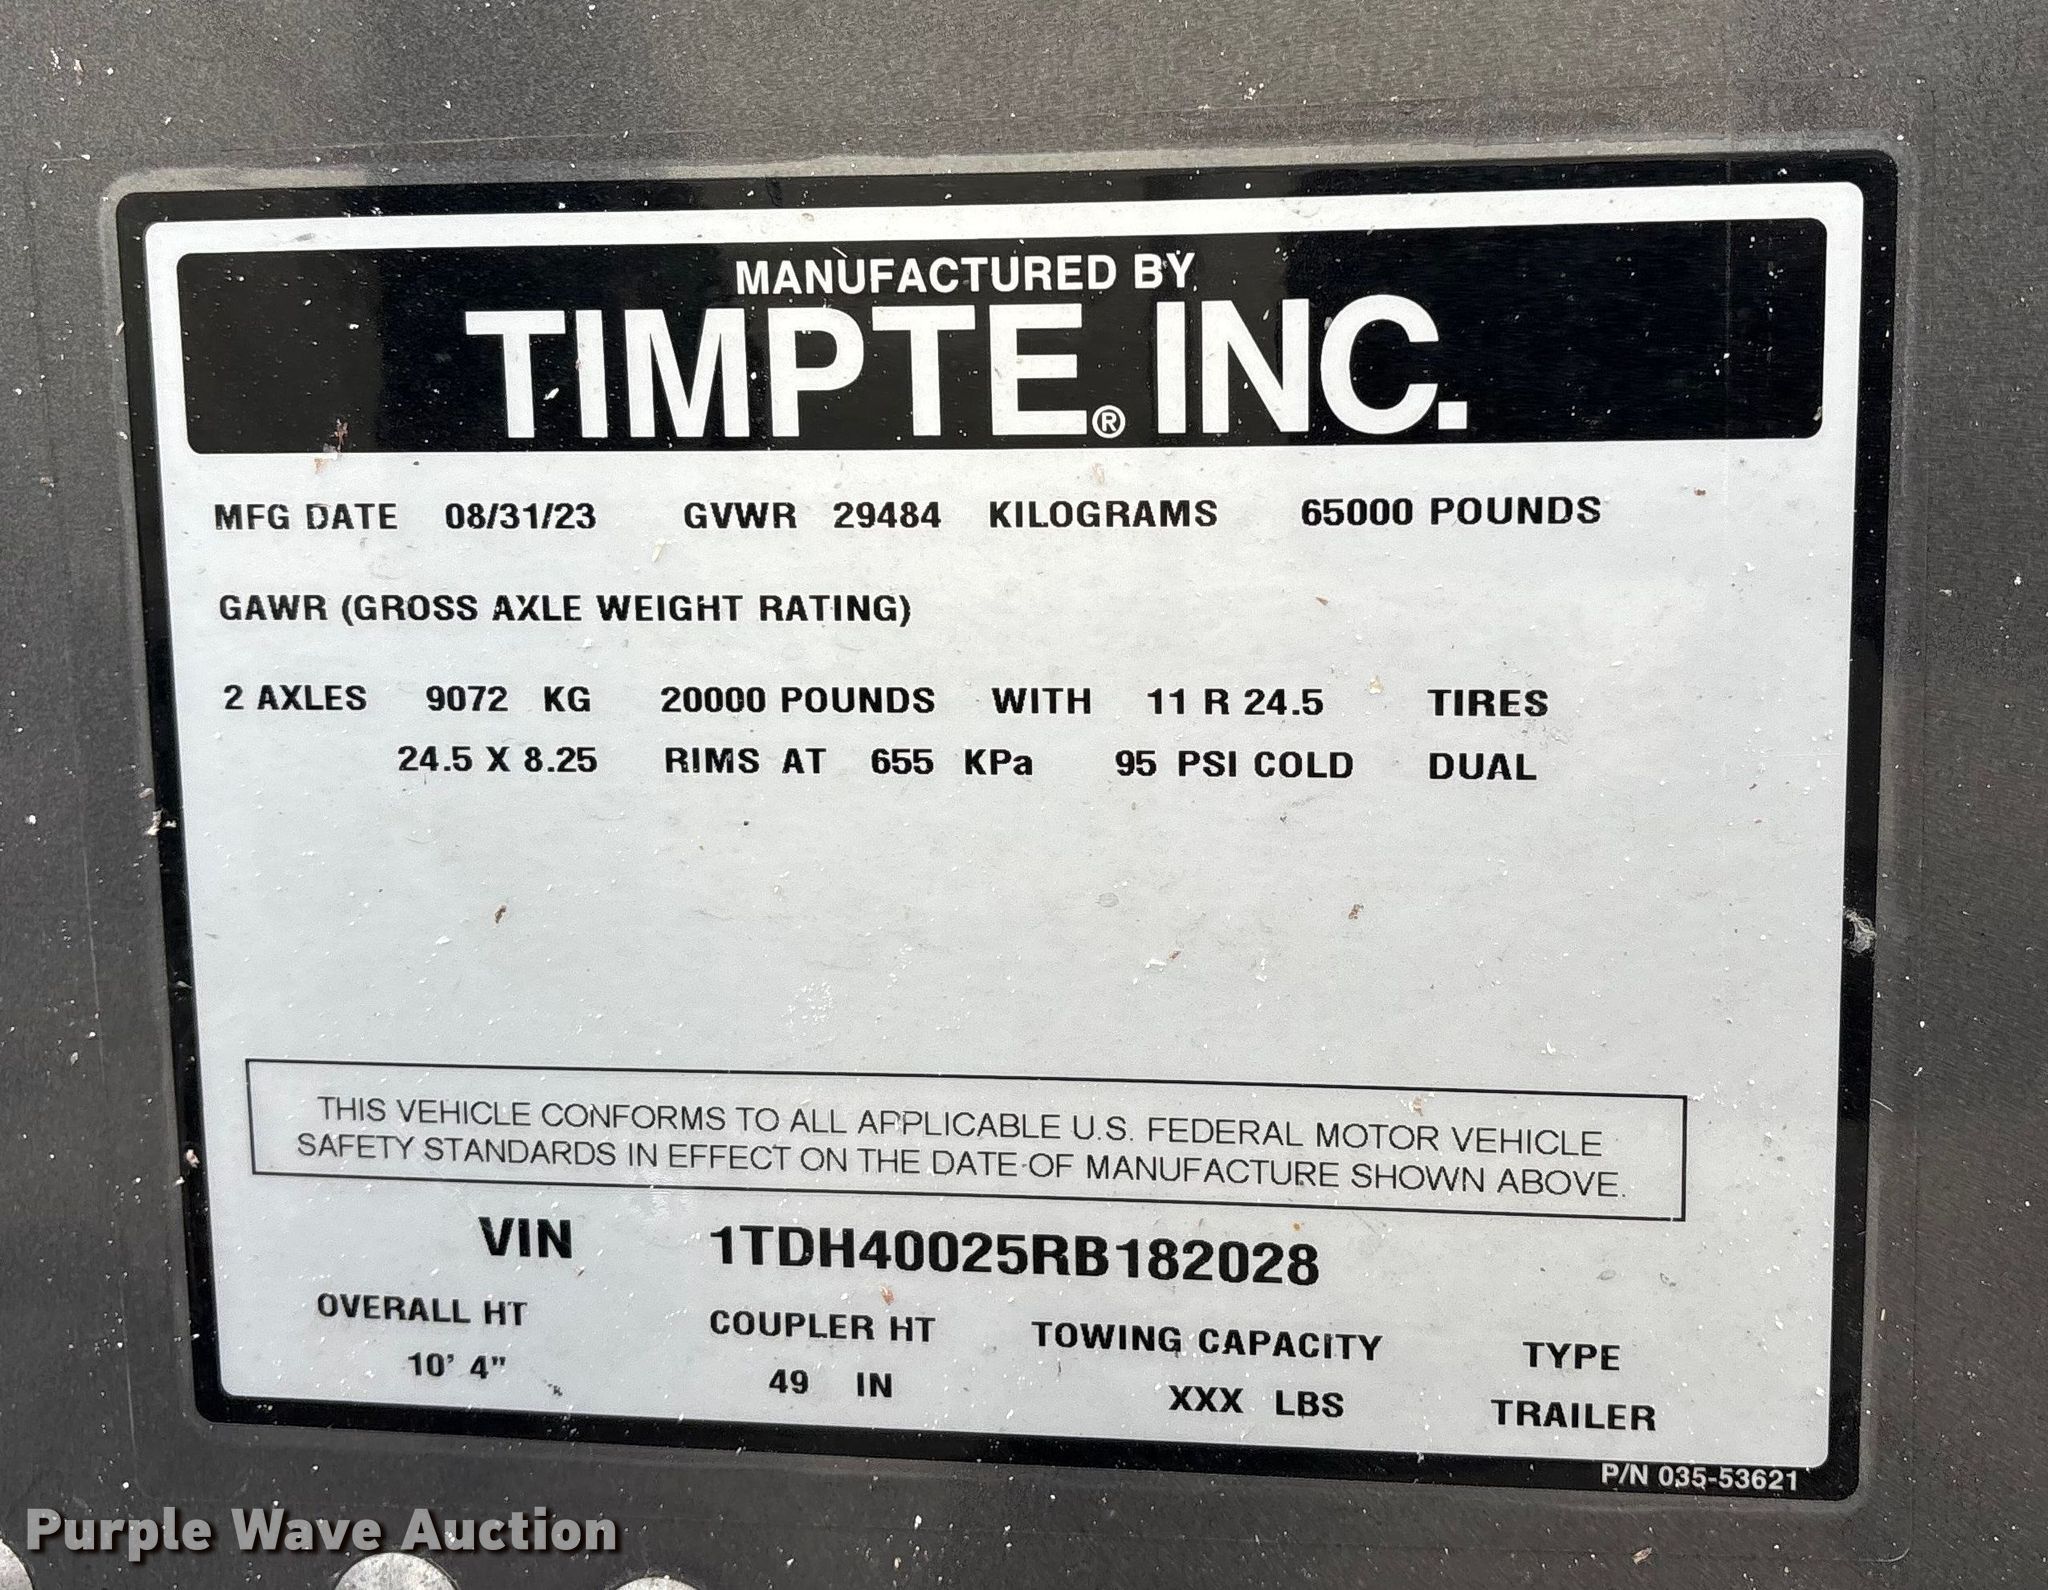 MANUFACTURED BY
TIMPTE® INC.
MFG DATE 08/31/23 GVWR 29484 KILOGRAMS 65000 POUNDS
GAWR (GROSS AXLE WEIGHT RATING)
2 AXLES 9072 KG 20000 POUNDS WITH 11 R 24.5 TIRES
24.5 X 8.25 RIMS AT 655 KPa 95 PSI COLD DUAL
THIS VEHICLE CONFORMS TO ALL APPLICABLE U.S. FEDERAL MOTOR VEHICLE
SAFETY STANDARDS IN EFFECT ON THE DATE OF MANUFACTURE SHOWN ABOVE.
VIN 1TDH40025RB182028
OVERALL HT COUPLER HT TOWING CAPACITY TYPE
10' 4" 49 IN XXX LBS TRAILER
P/N 035-53621
Purple Wave Auction